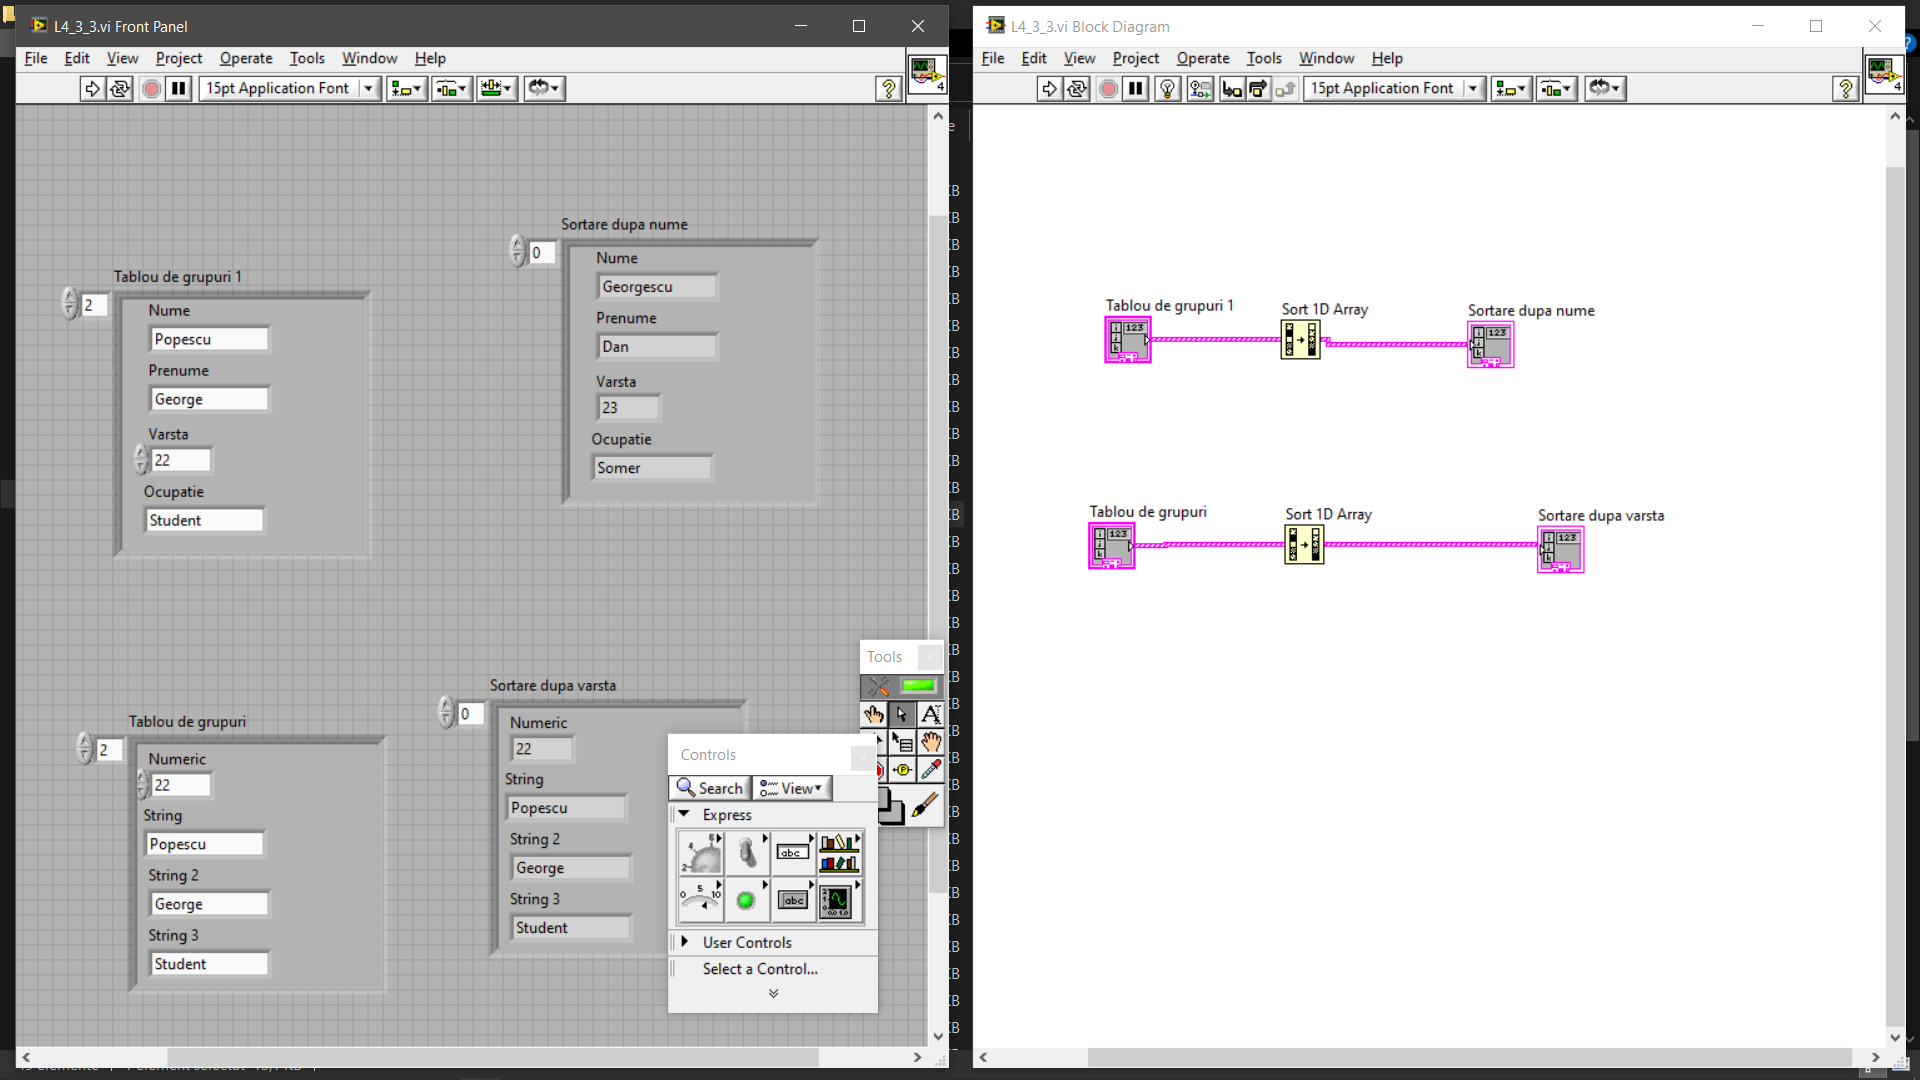 L4_3_3.vi Front Panel
File Edit View Project Operate Tools Window Help
15pt Application Font
4
Sortare dupa nume
0
Nume
Georgescu
Prenume
Dan
Varsta
23
Ocupatie
Somer
Tablou de grupuri 1
2
Nume
Popescu
Prenume
George
Varsta
22
Ocupatie
Student
Tablou de grupuri
2
Numeric
22
String
Popescu
String 2
George
String 3
Student
Sortare dupa varsta
0
Numeric
22
String
Popescu
String 2
George
String 3
Student
Tools
Controls
Search View
Express
User Controls
Select a Control...
L4_3_3.vi Block Diagram
File Edit View Project Operate Tools Window Help
15pt Application Font
4
Tablou de grupuri 1
Sort 1D Array
Sortare dupa nume
Tablou de grupuri
Sort 1D Array
Sortare dupa varsta